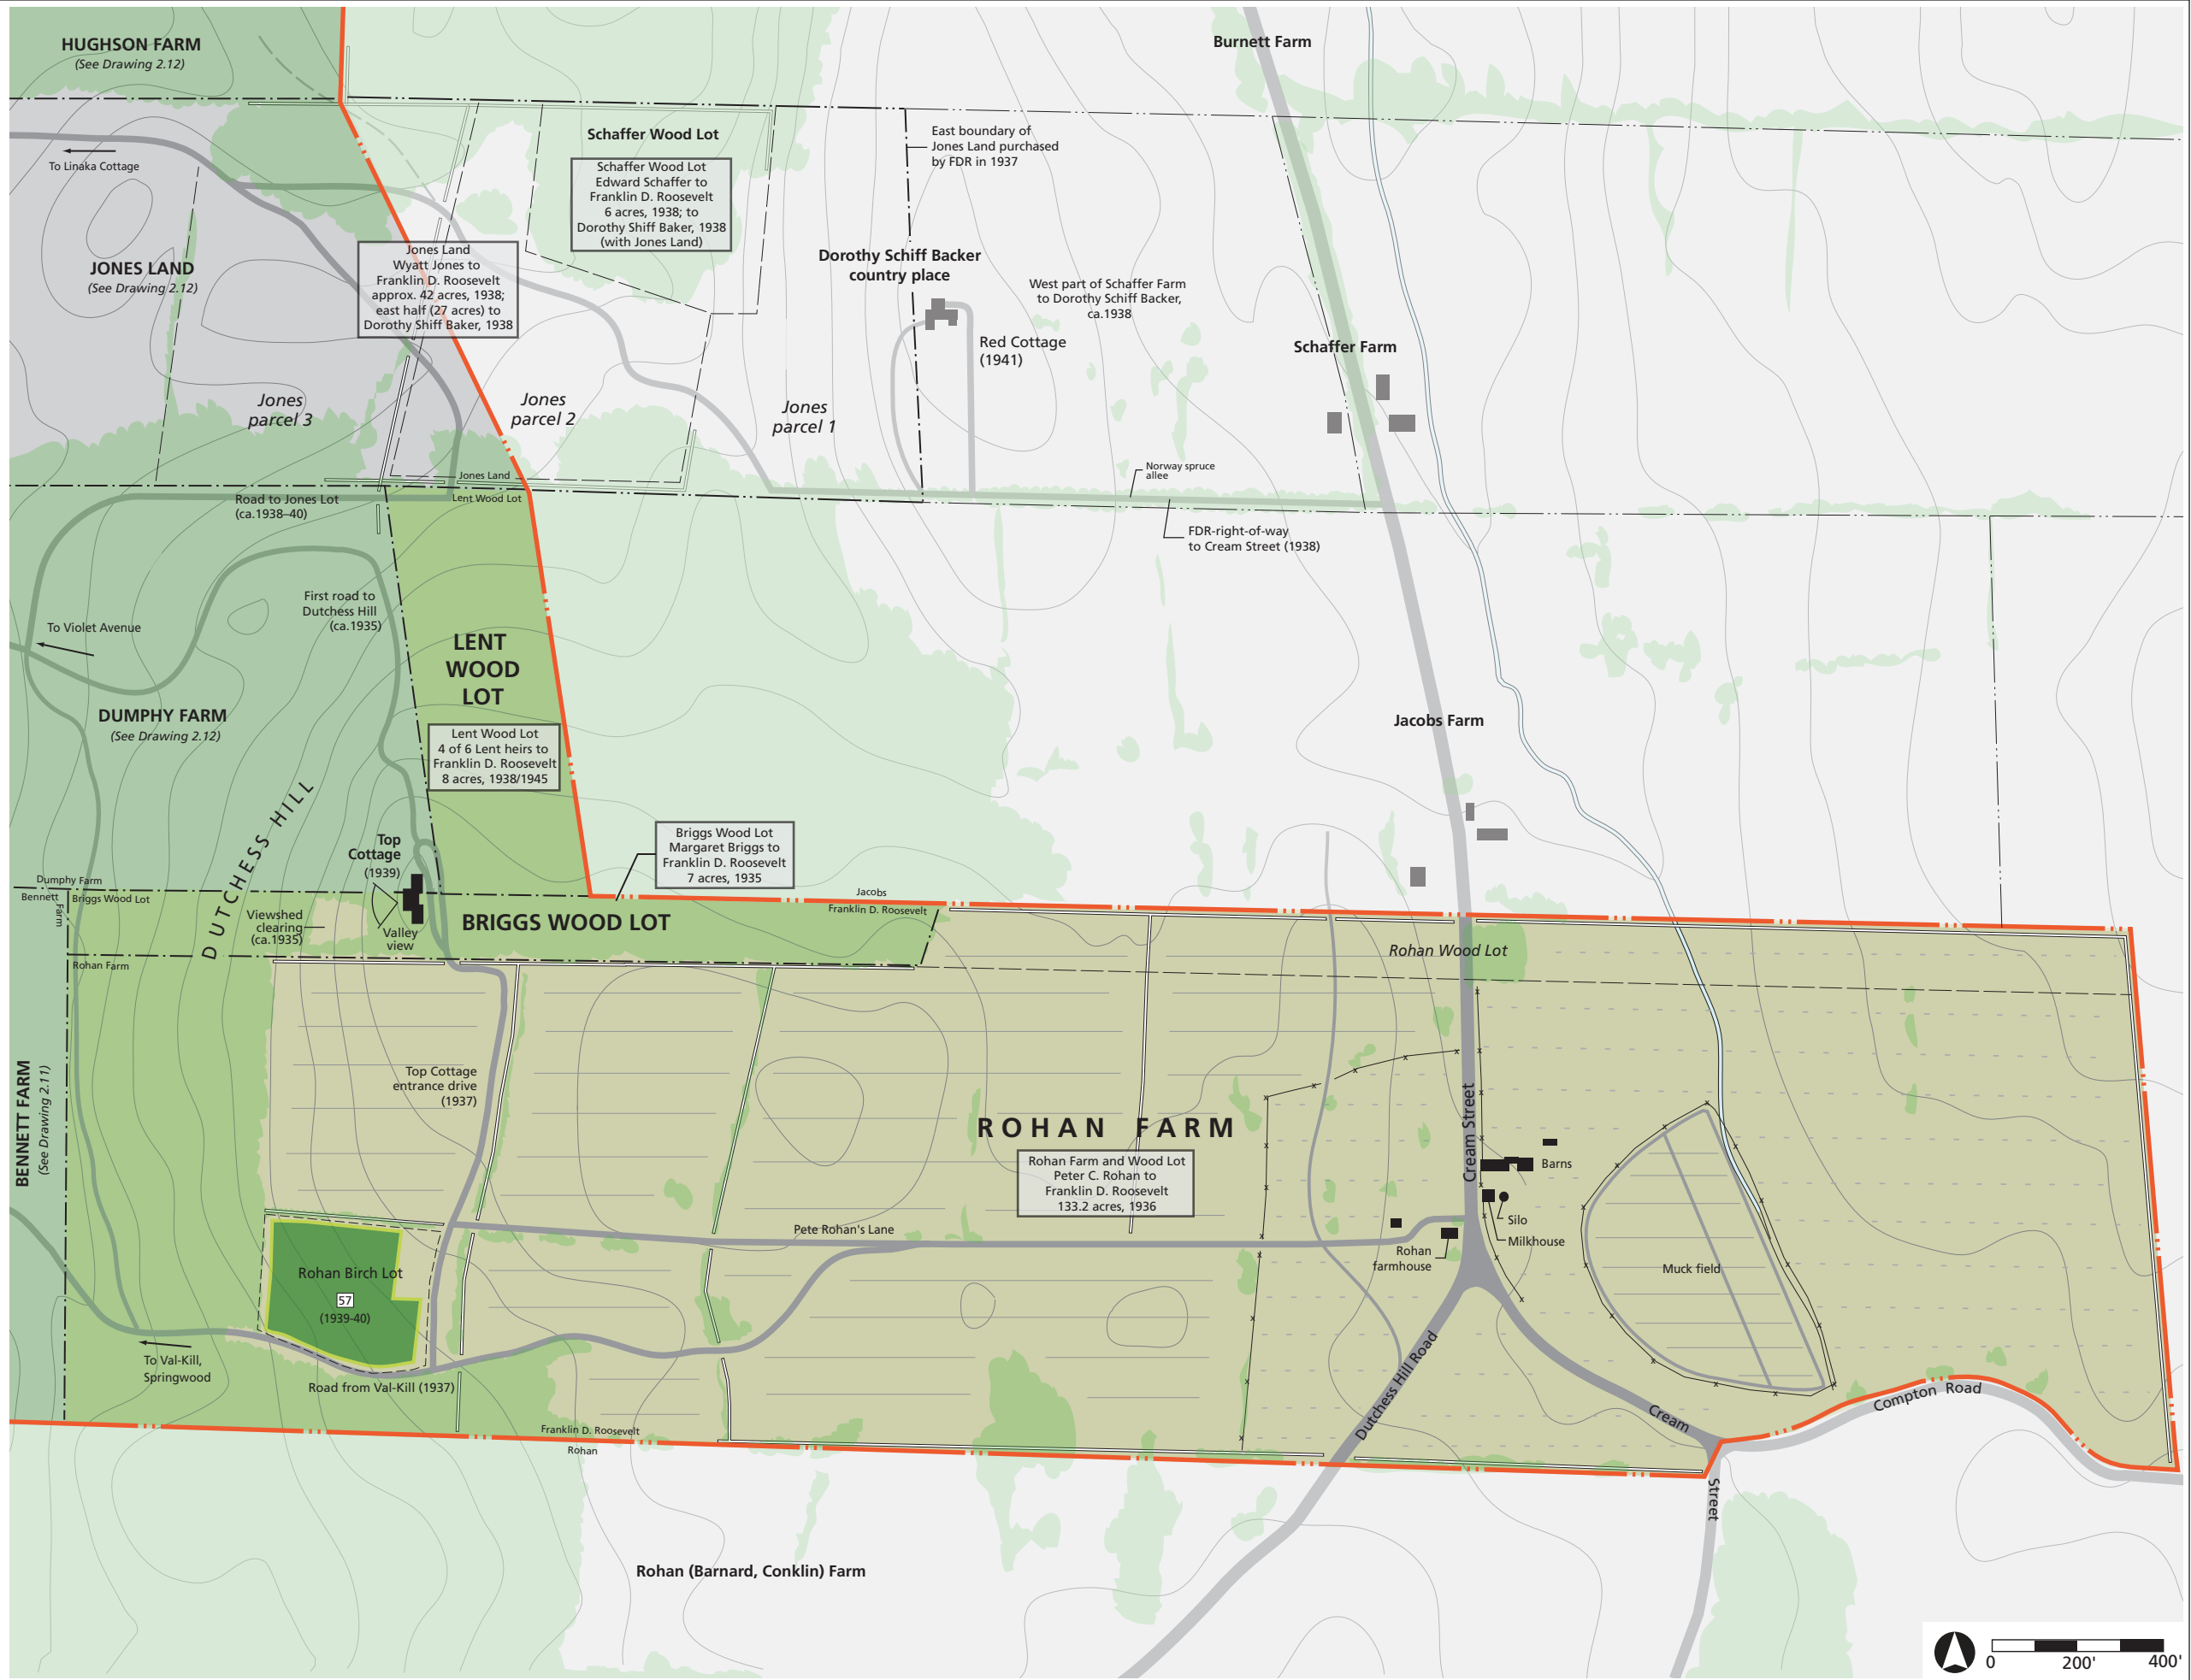 HUGHSON FARM
(See Drawing 2.12)
Burnett Farm
To Linaka Cottage
Schaffer Wood Lot
Schaffer Wood Lot
Edward Schaffer to
Franklin D. Roosevelt
6 acres, 1938; to
Dorothy Shiff Baker, 1938
(with Jones Land)
East boundary of
Jones Land purchased
by FDR in 1937
JONES LAND
(See Drawing 2.12)
Jones Land
Wyatt Jones to
Franklin D. Roosevelt
approx. 42 acres, 1938;
east half (27 acres) to
Dorothy Shiff Baker, 1938
Dorothy Schiff Backer
country place
West part of Schaffer Farm
to Dorothy Schiff Backer,
ca.1938
Red Cottage
(1941)
Schaffer Farm
Jones
parcel 3
Jones
parcel 2
Jones
parcel 1
Norway spruce
allee
Jones Land
Lent Wood Lot
Road to Jones Lot
(ca.1938–40)
FDR-right-of-way
to Cream Street (1938)
First road to
Dutchess Hill
(ca.1935)
To Violet Avenue
LENT
WOOD
LOT
DUMPHY FARM
(See Drawing 2.12)
Jacobs Farm
Lent Wood Lot
4 of 6 Lent heirs to
Franklin D. Roosevelt
8 acres, 1938/1945
DUTCHESS HILL
Top
Cottage
(1939)
Briggs Wood Lot
Margaret Briggs to
Franklin D. Roosevelt
7 acres, 1935
Dumphy Farm
Bennett
Farm
Briggs Wood Lot
Jacobs
Franklin D. Roosevelt
Viewshed
clearing
(ca.1935)
Valley
view
BRIGGS WOOD LOT
Rohan Wood Lot
Rohan Farm
BENNETT FARM
(See Drawing 2.11)
Top Cottage
entrance drive
(1937)
ROHAN FARM
Rohan Farm and Wood Lot
Peter C. Rohan to
Franklin D. Roosevelt
133.2 acres, 1936
Cream Street
Barns
Silo
Milkhouse
Pete Rohan's Lane
Rohan
farmhouse
Muck field
Rohan Birch Lot
57
(1939-40)
To Val-Kill,
Springwood
Road from Val-Kill (1937)
Dutchess Hill Road
Cream
Street
Compton Road
Franklin D. Roosevelt
Rohan
Rohan (Barnard, Conklin) Farm
0 200' 400'